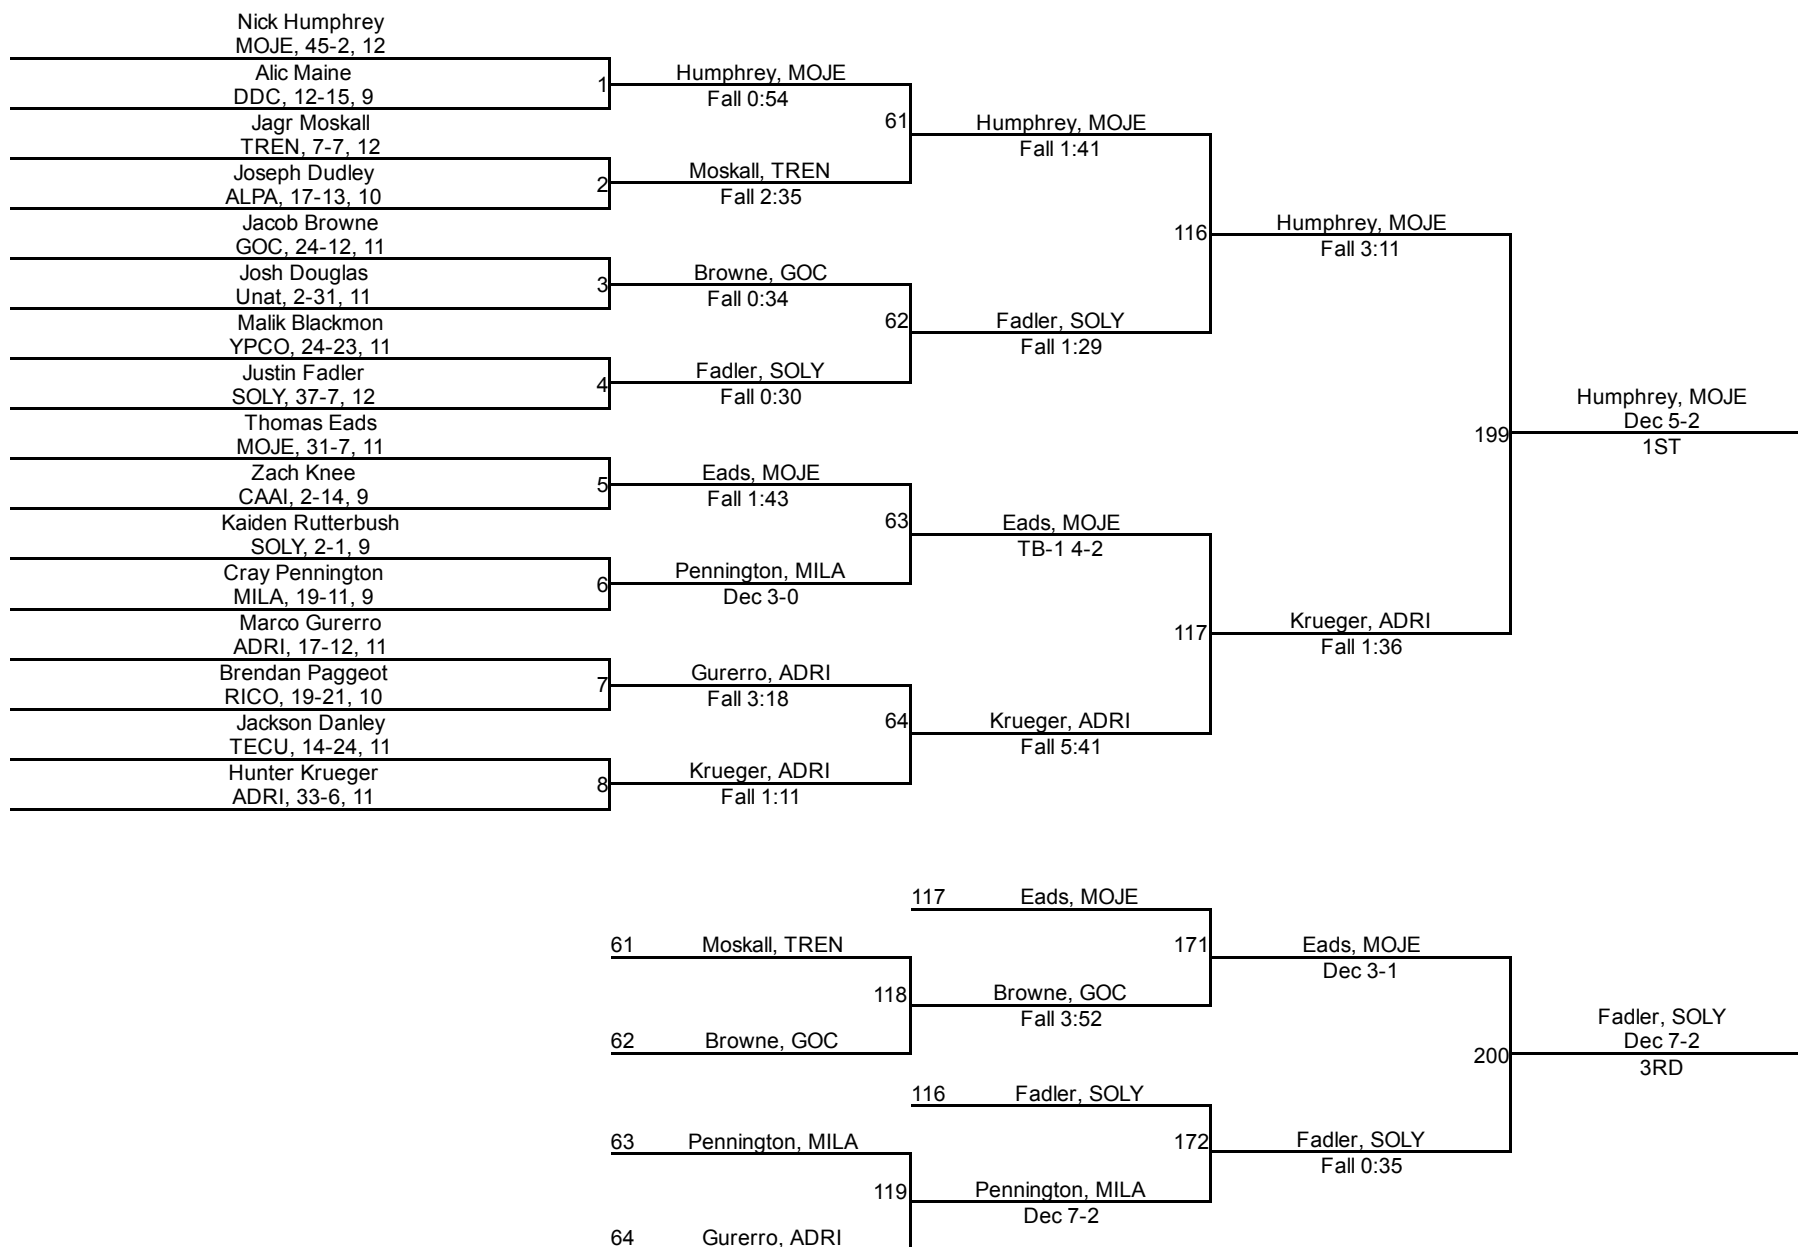 Nick Humphrey
MOJE, 45-2, 12
Alic Maine
DDC, 12-15, 9
1
Jagr Moskall
TREN, 7-7, 12
Joseph Dudley
ALPA, 17-13, 10
2
Jacob Browne
GOC, 24-12, 11
Josh Douglas
Unat, 2-31, 11
3
Malik Blackmon
YPCO, 24-23, 11
Justin Fadler
SOLY, 37-7, 12
4
Thomas Eads
MOJE, 31-7, 11
Zach Knee
CAAI, 2-14, 9
5
Kaiden Rutterbush
SOLY, 2-1, 9
Cray Pennington
MILA, 19-11, 9
6
Marco Gurerro
ADRI, 17-12, 11
Brendan Paggeot
RICO, 19-21, 10
7
Jackson Danley
TECU, 14-24, 11
Hunter Krueger
ADRI, 33-6, 11
8
Humphrey, MOJE
Fall 0:54
61
Moskall, TREN
Fall 2:35
Browne, GOC
Fall 0:34
62
Fadler, SOLY
Fall 0:30
Eads, MOJE
Fall 1:43
63
Pennington, MILA
Dec 3-0
Gurerro, ADRI
Fall 3:18
64
Krueger, ADRI
Fall 1:11
Humphrey, MOJE
Fall 1:41
116
Fadler, SOLY
Fall 1:29
Eads, MOJE
TB-1 4-2
117
Krueger, ADRI
Fall 5:41
Humphrey, MOJE
Fall 3:11
199
Krueger, ADRI
Fall 1:36
Humphrey, MOJE
Dec 5-2
1ST
117 Eads, MOJE
61 Moskall, TREN
171
118
Browne, GOC
Fall 3:52
62 Browne, GOC
Eads, MOJE
Dec 3-1
116 Fadler, SOLY
63 Pennington, MILA
172
119
Pennington, MILA
Dec 7-2
64 Gurerro, ADRI
Fadler, SOLY
Fall 0:35
200
Fadler, SOLY
Dec 7-2
3RD